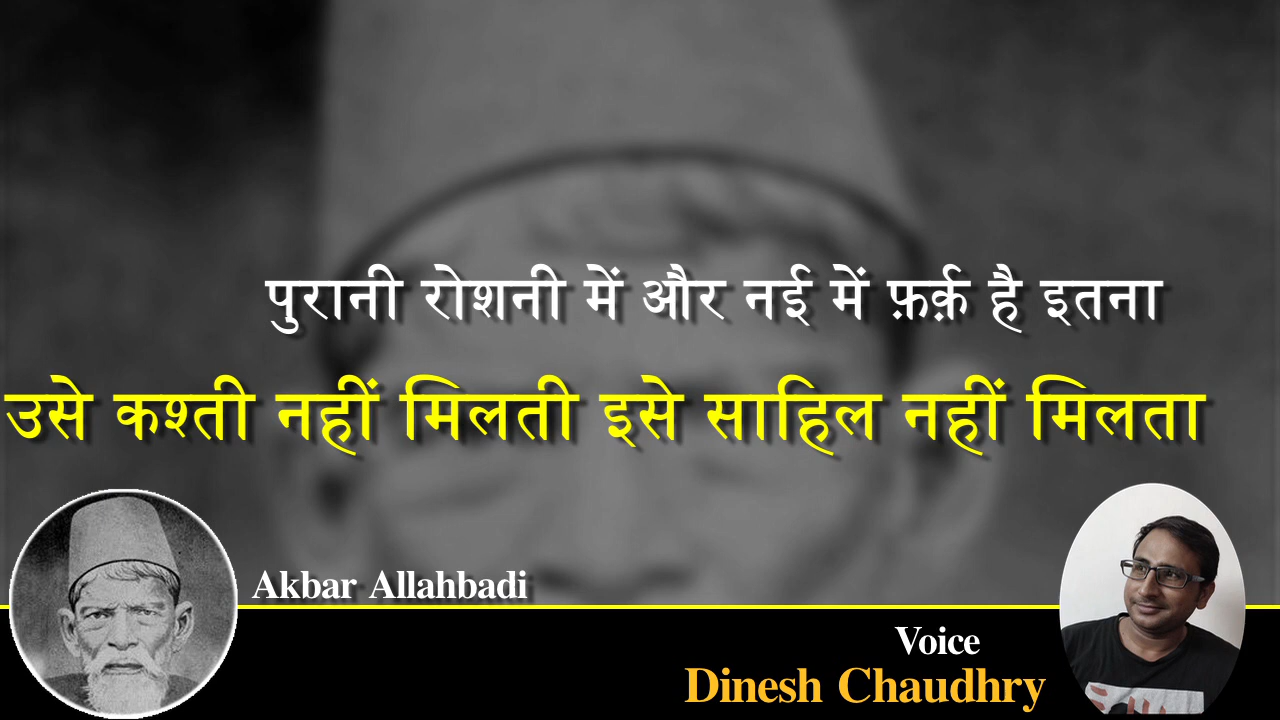 पुरानी रोशनी में और नई में फ़र्क़ है इतना
उसे कश्ती नहीं मिलती इसे साहिल नहीं मिलता
Akbar Allahbadi
Voice
Dinesh Chaudhry